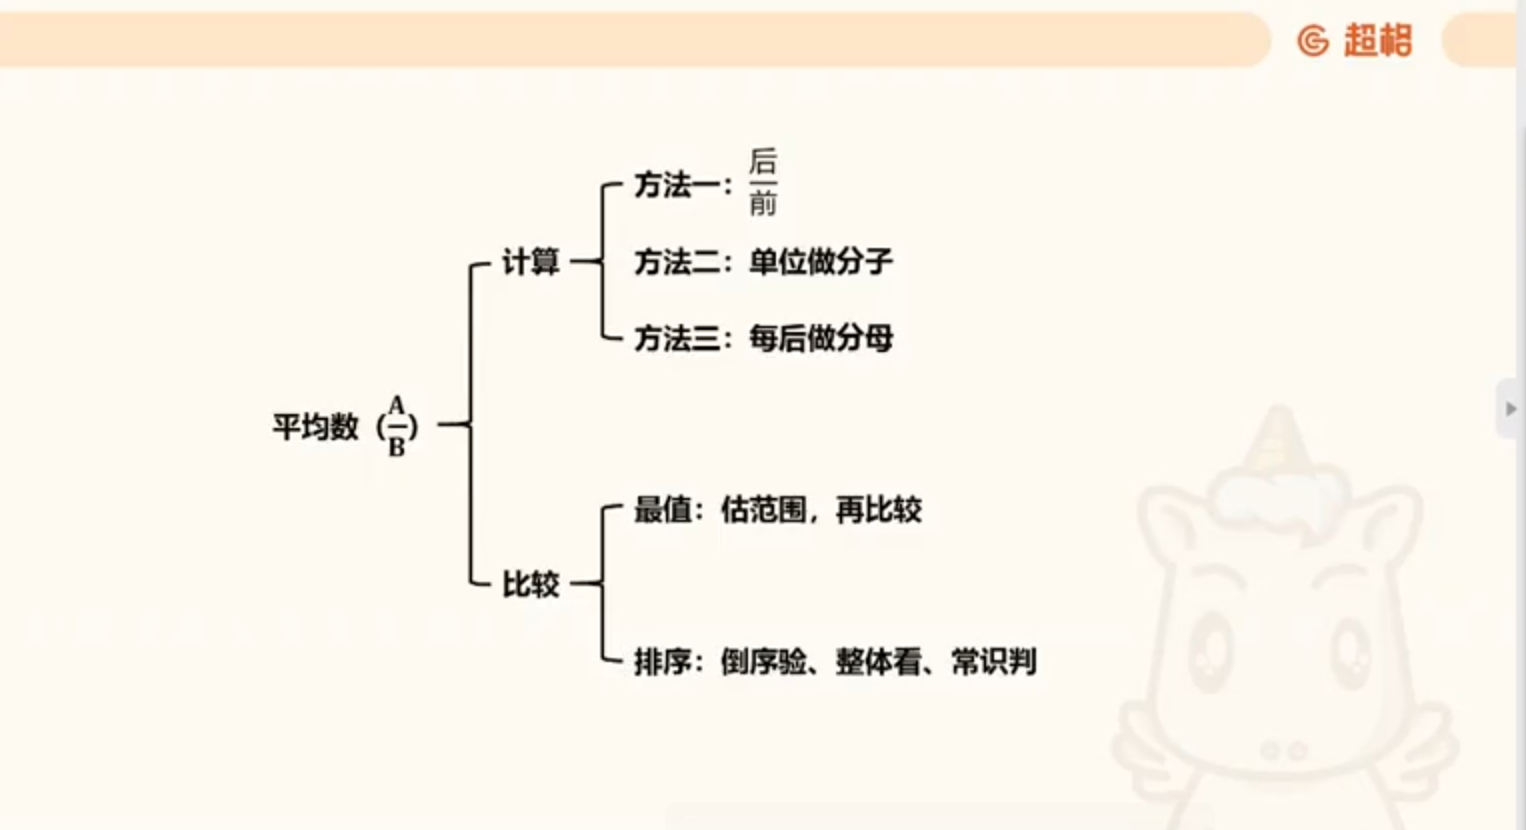 超格
方法一：后/前
计算
方法二：单位做分子
方法三：每后做分母
平均数（A/B）
最值：估范围，再比较
比较
排序：倒序验、整体看、常识判